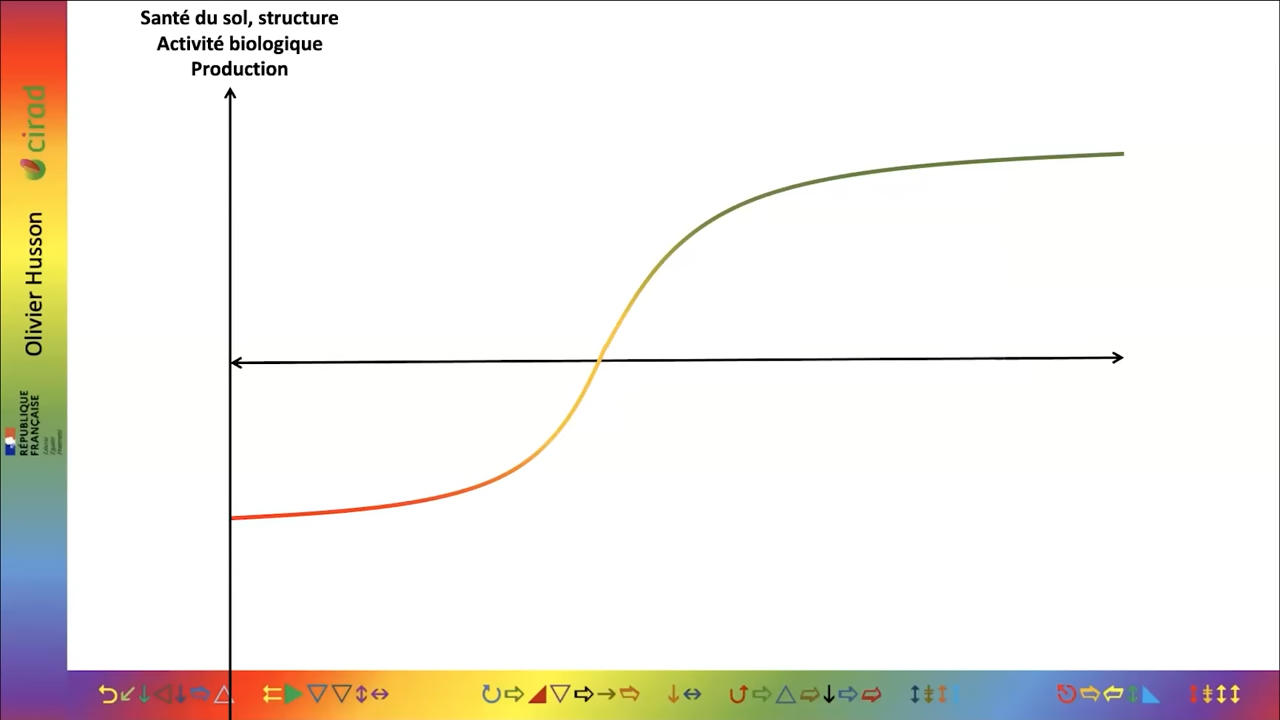 Santé du sol, structure
Activité biologique
Production
cirad
Olivier Husson
RÉPUBLIQUE
FRANÇAISE